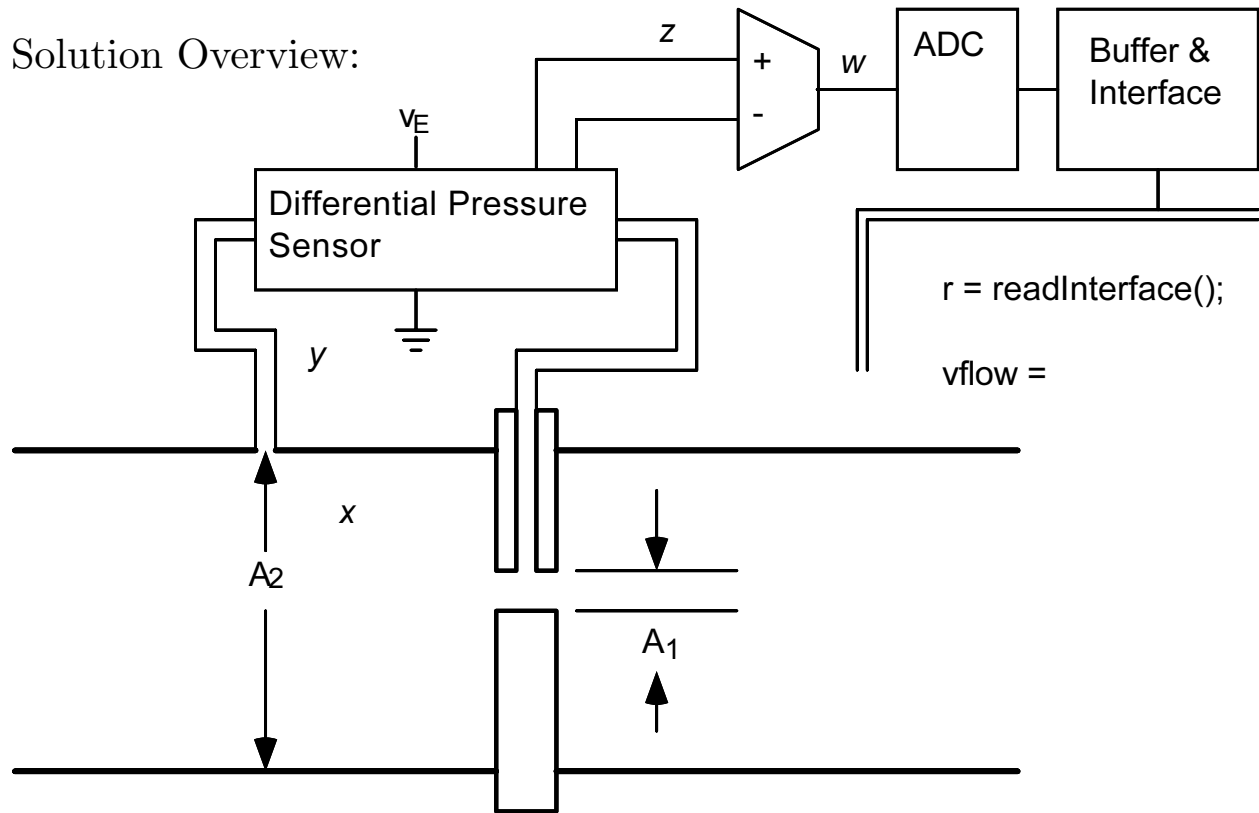 Solution Overview:
z
+
-
w
ADC
Buffer &
Interface
vE
Differential Pressure
Sensor
r = readInterface();
y
vflow =
x
A2
A1